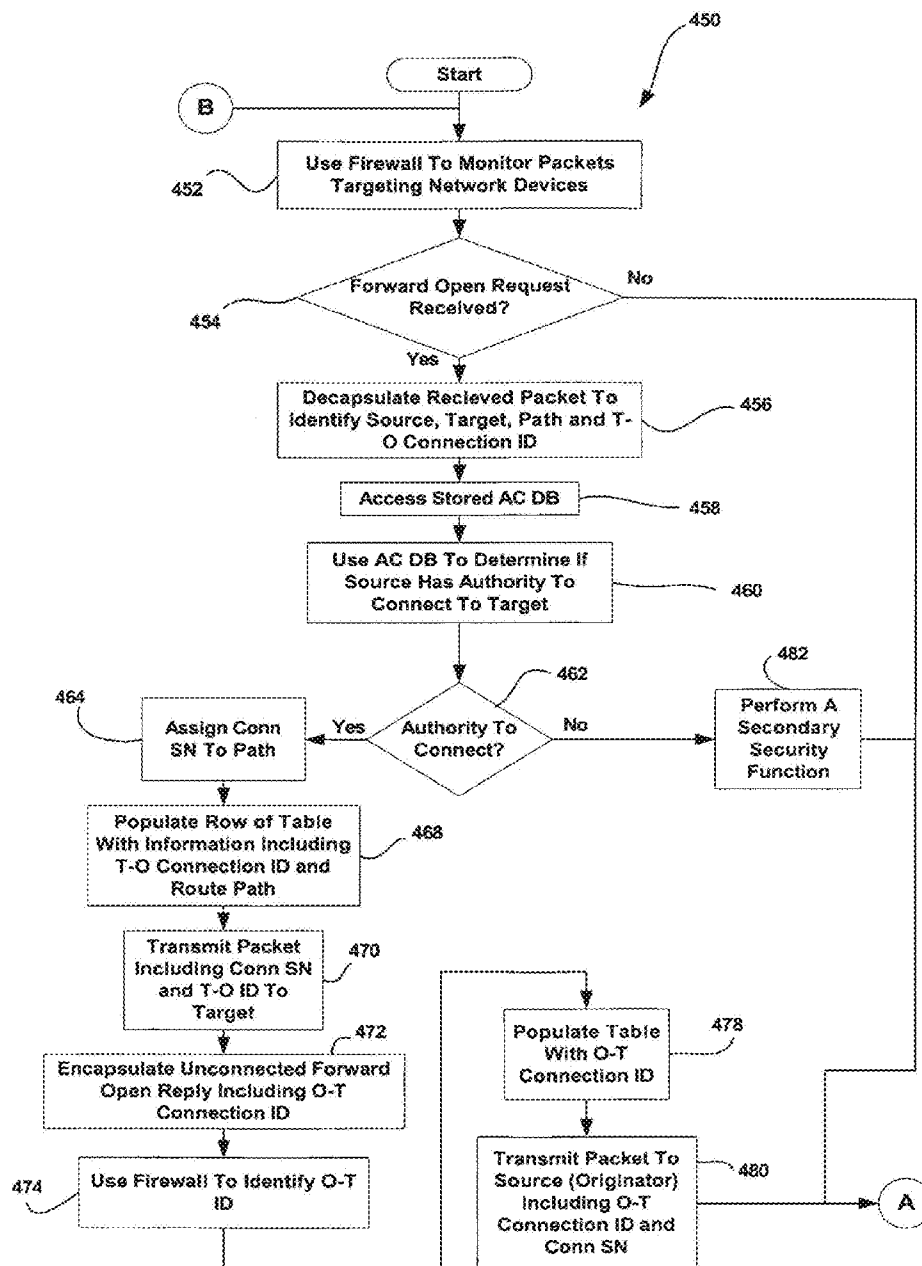 450
Start
B
Use Firewall To Monitor Packets
Targeting Network Devices
452
Forward Open Request
Received?
No
454
Yes
Decapsulate Recieved Packet To
Identify Source, Target, Path and T-
O Connection ID
456
Access Stored AC DB
458
Use AC DB To Determine If
Source Has Authority To
Connect To Target
460
462
482
464
Assign Conn
SN To Path
Yes
Authority To
Connect?
No
Perform A
Secondary
Security
Function
Populate Row of Table
With Information Including
T-O Connection ID and
Route Path
468
Transmit Packet
Including Conn SN
and T-O ID To
Target
470
472
Encapsulate Unconnected Forward
Open Reply Including O-T
Connection ID
474
Use Firewall To Identify O-T
ID
Populate Table
With O-T
Connection ID
478
Transmit Packet To
Source (Originator)
Including O-T
Connection ID and
Conn SN
480
A